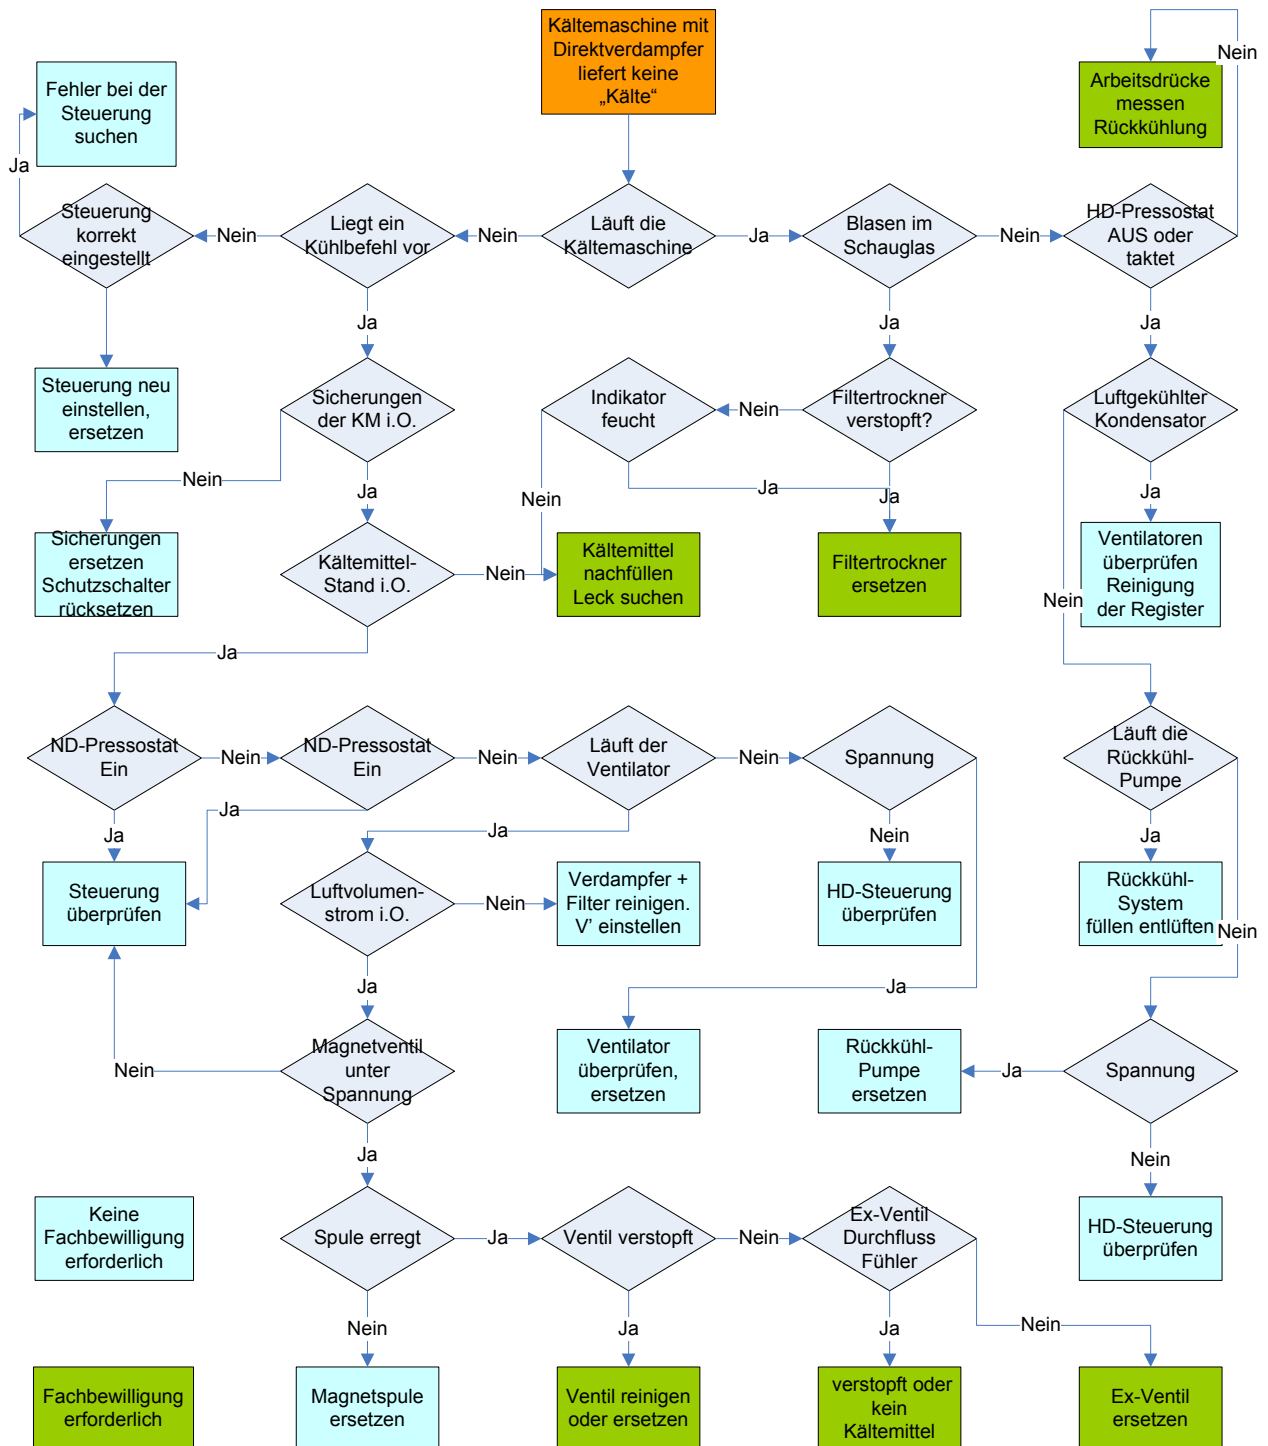 Kältemaschine mit
Direktverdampfer
liefert keine
„Kälte“
Nein
Fehler bei der
Steuerung
suchen
Arbeitsdrücke
messen
Rückkühlung
Ja
Steuerung
korrekt
eingestellt
Nein
Liegt ein
Kühlbefehl vor
Nein
Läuft die
Kältemaschine
Ja
Blasen im
Schauglas
Nein
HD-Pressostat
AUS oder
taktet
Ja
Ja
Ja
Steuerung neu
einstellen,
ersetzen
Sicherungen
der KM i.O.
Indikator
feucht
Nein
Filtertrockner
verstopft?
Luftgekühlter
Kondensator
Nein
Ja
Nein
Ja
Ja
Ja
Sicherungen
ersetzen
Schutzschalter
rücksetzen
Kältemittel-
Stand i.O.
Nein
Kältemittel
nachfüllen
Leck suchen
Filtertrockner
ersetzen
Ventilatoren
überprüfen
Reinigung
der Register
Nein
Ja
ND-Pressostat
Ein
Nein
ND-Pressostat
Ein
Nein
Läuft der
Ventilator
Nein
Spannung
Läuft die
Rückkühl-
Pumpe
Ja
Ja
Ja
Nein
Ja
Steuerung
überprüfen
Luftvolumen-
strom i.O.
Nein
Verdampfer +
Filter reinigen.
V’ einstellen
HD-Steuerung
überprüfen
Rückkühl-
System
füllen entlüften
Nein
Ja
Ja
Nein
Magnetventil
unter
Spannung
Ventilator
überprüfen,
ersetzen
Rückkühl-
Pumpe
ersetzen
Ja
Spannung
Ja
Nein
Keine
Fachbewilligung
erforderlich
Spule erregt
Ja
Ventil verstopft
Nein
Ex-Ventil
Durchfluss
Fühler
HD-Steuerung
überprüfen
Nein
Ja
Ja
Nein
Fachbewilligung
erforderlich
Magnetspule
ersetzen
Ventil reinigen
oder ersetzen
verstopft oder
kein
Kältemittel
Ex-Ventil
ersetzen